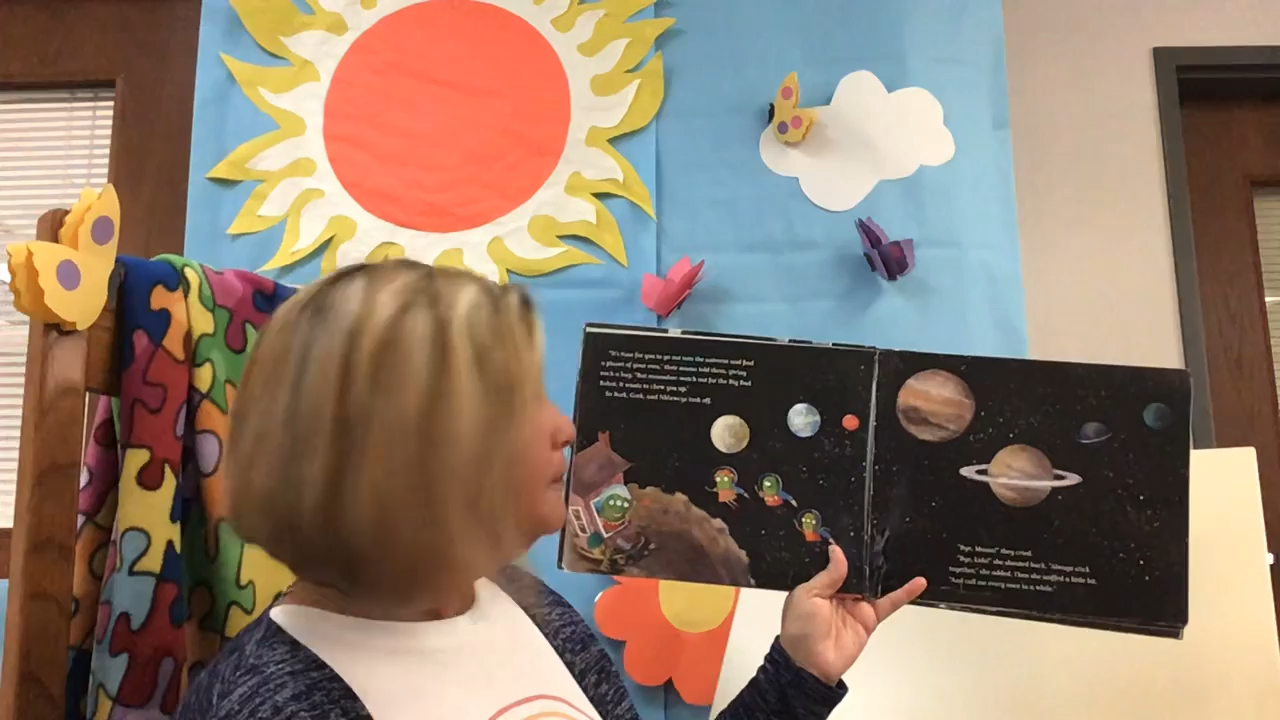 "It's time for you to go out into the universe and find
a planet of your own," their mama told them, giving
each a hug. "But remember: watch out for the Big Bad
Robot. It wants to chew you up."
So Bork, Gork, and Nklxwcyz took off.
"Bye, Mama!" they cried.
"Bye, kids!" she shouted back. "Always stick
together," she added. Then she sniffed a little bit.
"And call me every once in a while."